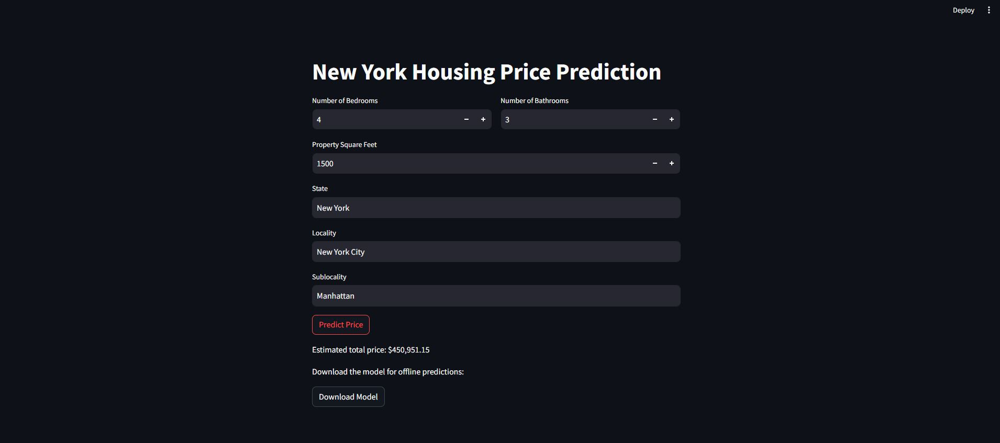 Deploy
New York Housing Price Prediction
Number of Bedrooms
Number of Bathrooms
4
3
Property Square Feet
1500
State
New York
Locality
New York City
Sublocality
Manhattan
Predict Price
Estimated total price: $450,951.15
Download the model for offline predictions:
Download Model